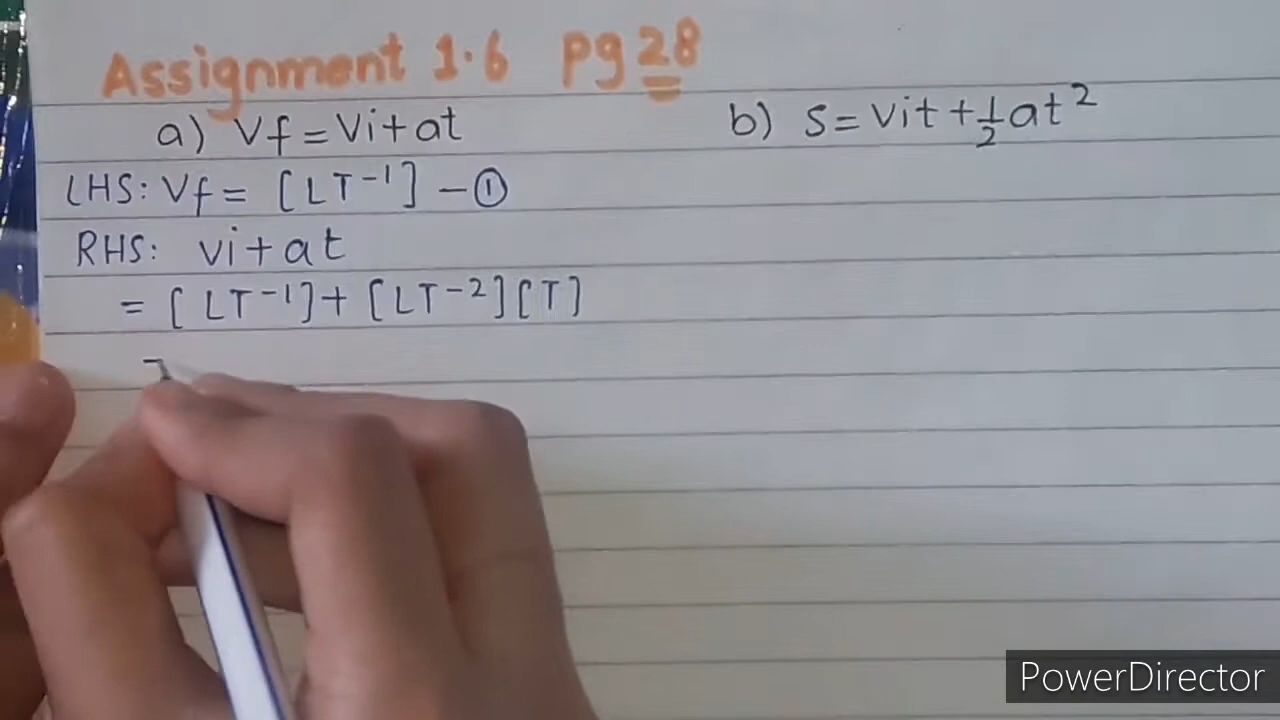 Assignment 1.6 pg 28
a) Vf = Vi + at
LHS: Vf = [LT⁻¹] — ①
RHS: vi + at
= [LT⁻¹] + [LT⁻²][T]
b) S = Vit + ½at²
PowerDirector